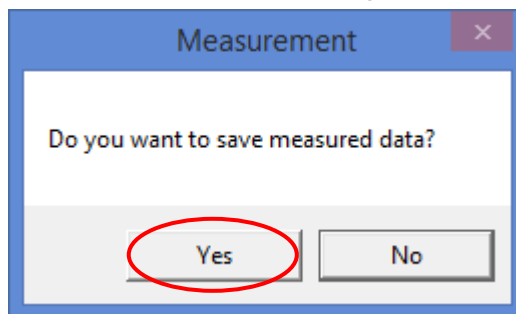 Measurement
Do you want to save measured data?
Yes No